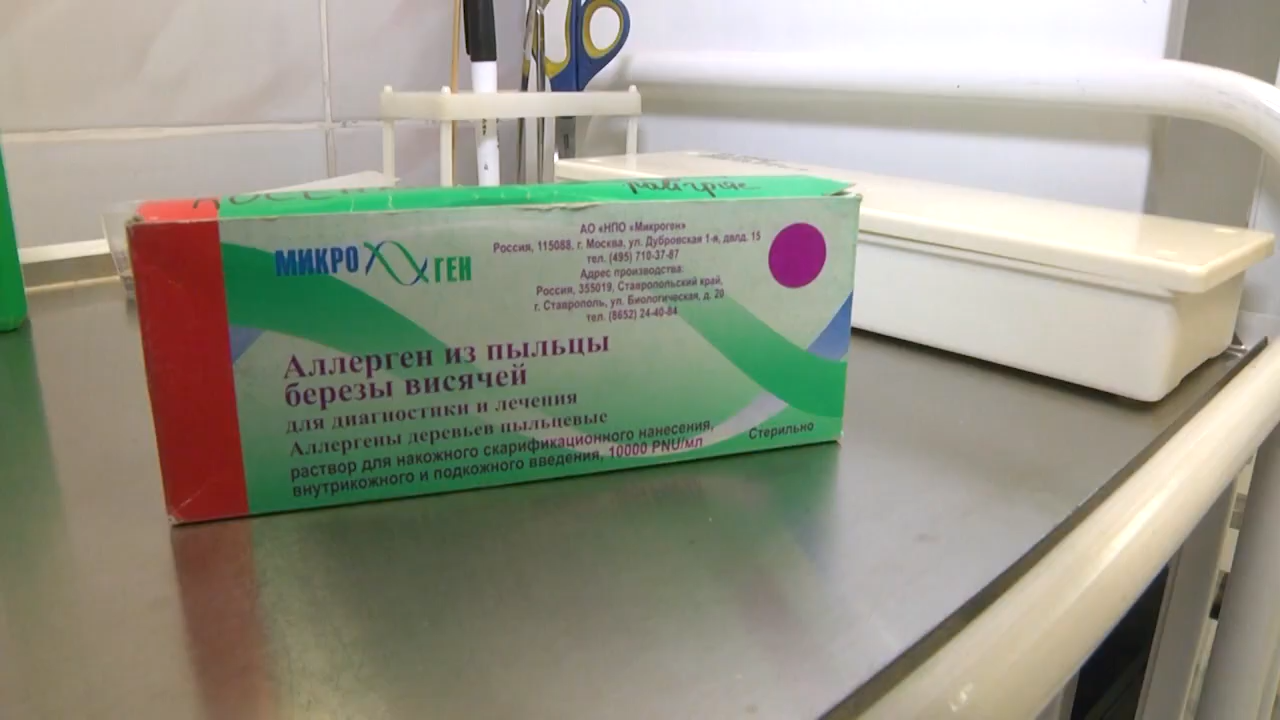 МИКРОГЕН
АО «НПО «Микроген»
Россия, 115088, г. Москва, ул. Дубровская 1-я, двлд. 15
тел. (495) 710-37-87
Адрес производства:
Россия, 355019, Ставропольский край,
г. Ставрополь, ул. Биологическая, д. 20
тел. (8652) 24-40-84
Аллерген из пыльцы
березы висячей
для диагностики и лечения
Аллергены деревьев пыльцевые
раствор для накожного скарификационного нанесения,
внутрикожного и подкожного введения, 10000 PNU/мл
Стерильно